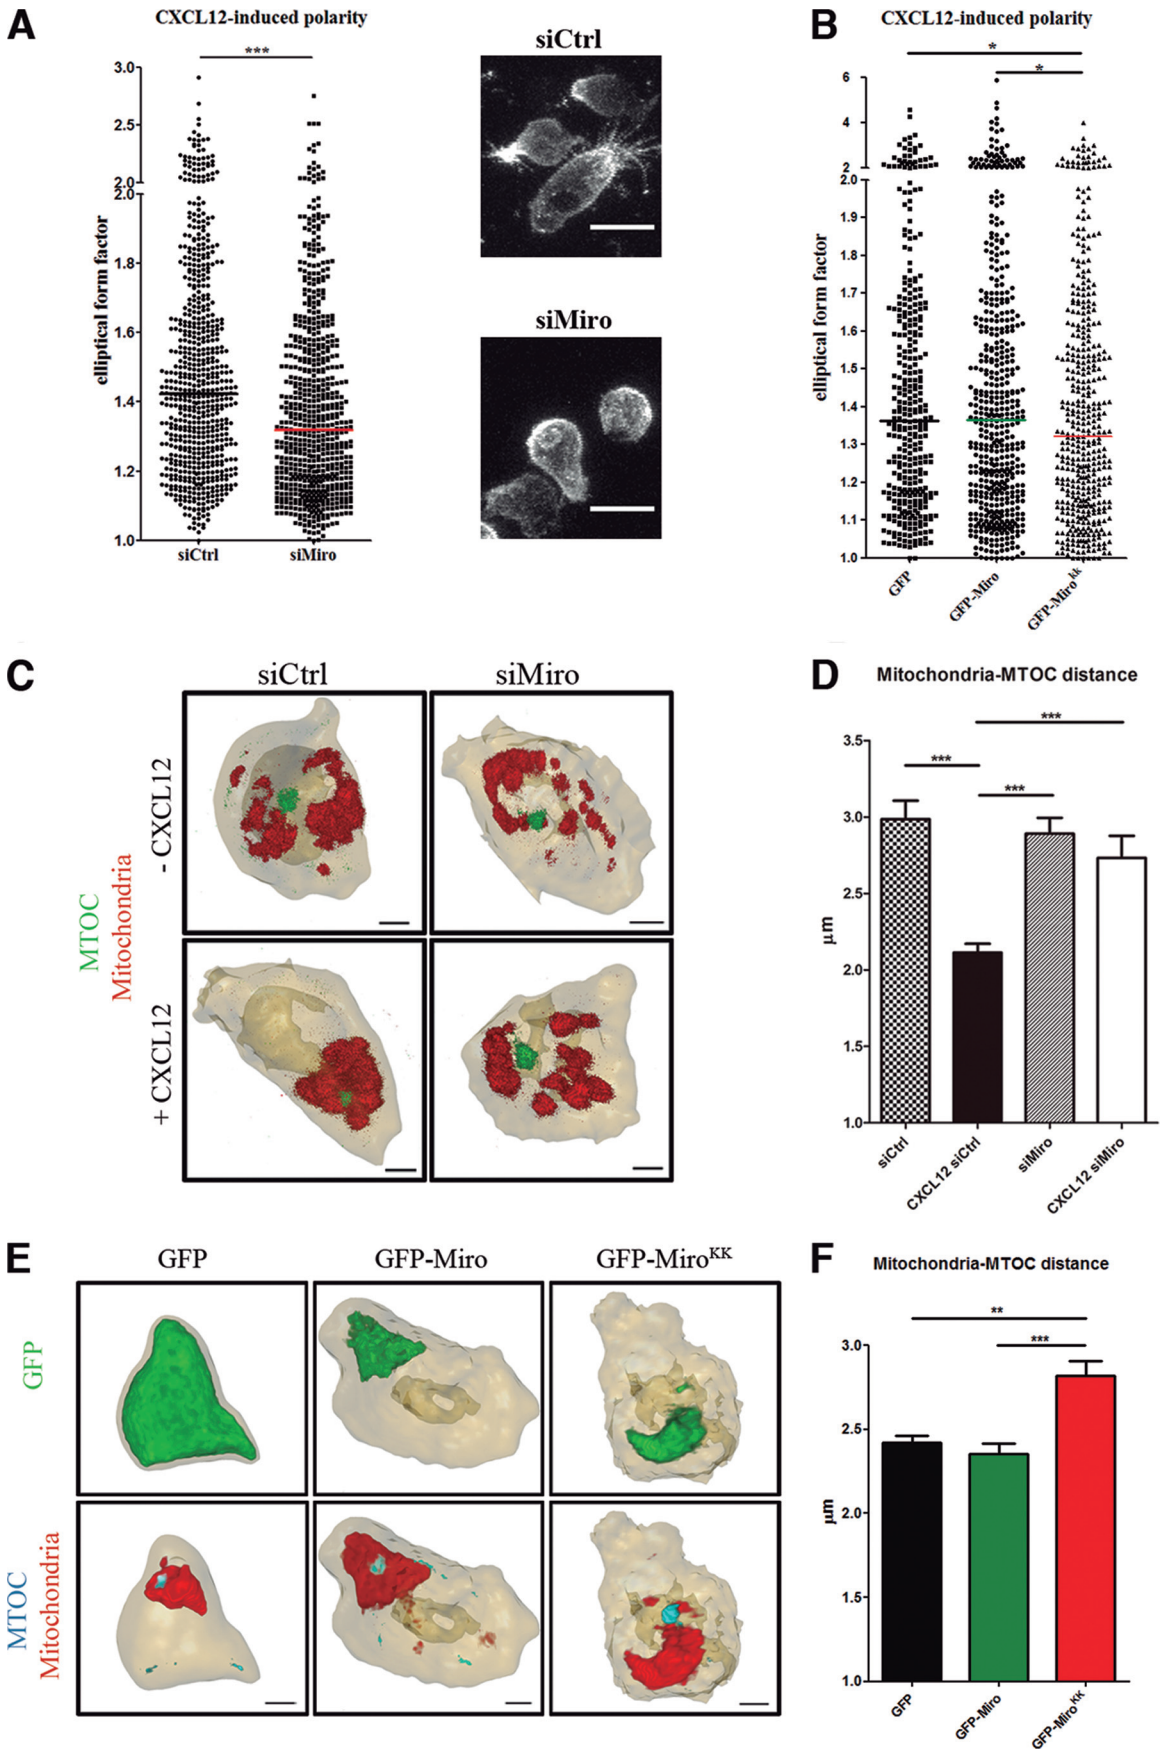 A
CXCL12-induced polarity
***
3.0
2.5
2.0
2.0
1.8
1.6
1.4
1.2
1.0
elliptical form factor
siCtrl
siMiro
siCtrl
siMiro
B
CXCL12-induced polarity
*
*
6
4
2
2.0
1.9
1.8
1.7
1.6
1.5
1.4
1.3
1.2
1.1
1.0
elliptical form factor
GFP
GFP-Miro
GFP-Miro^kk
C
siCtrl
siMiro
- CXCL12
+ CXCL12
MTOC
Mitochondria
D
Mitochondria-MTOC distance
***
***
***
3.5
3.0
2.5
2.0
1.5
1.0
µm
siCtrl
CXCL12 siCtrl
siMiro
CXCL12 siMiro
E
GFP
GFP-Miro
GFP-Miro^KK
GFP
MTOC
Mitochondria
F
Mitochondria-MTOC distance
**
***
3.0
2.5
2.0
1.5
1.0
µm
GFP
GFP-Miro
GFP-Miro^KK